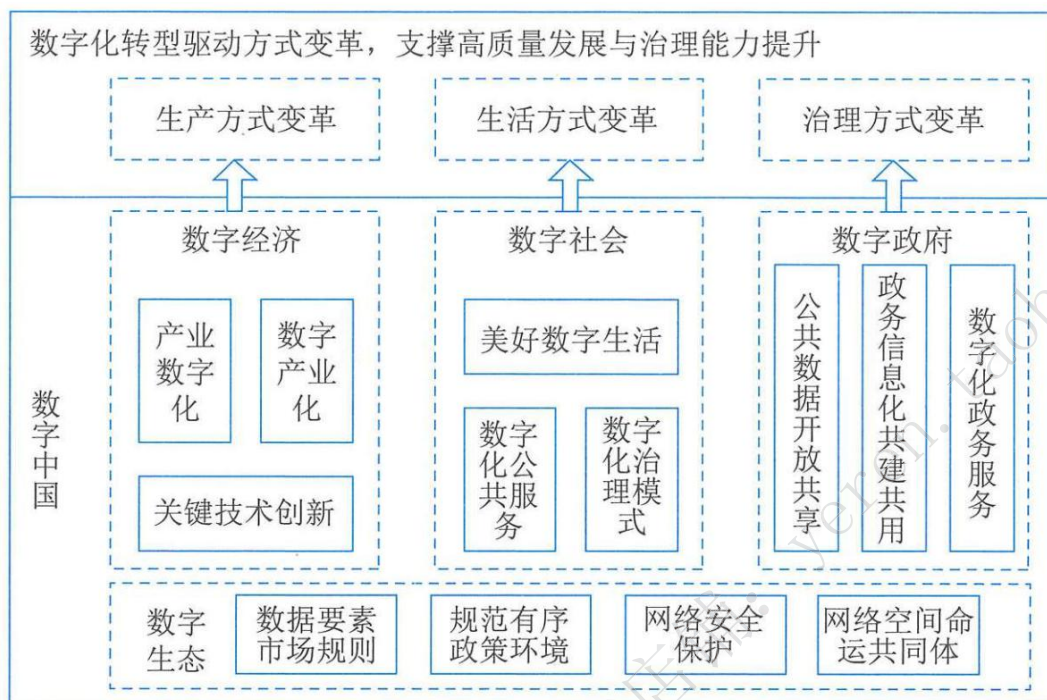 数字化转型驱动方式变革，支撑高质量发展与治理能力提升
生产方式变革
生活方式变革
治理方式变革
数字中国
数字经济
产业
数字
化
数字
产业
化
关键技术创新
数字社会
美好数字生活
数字
化公
共服
务
数字
化治
理模
式
数字政府
公共数据开放共享
政务信息化共建共用
数字化政务服务
数字
生态
数据要素
市场规则
规范有序
政策环境
网络安全
保护
网络空间命
运共同体
店铺. yeron. taob